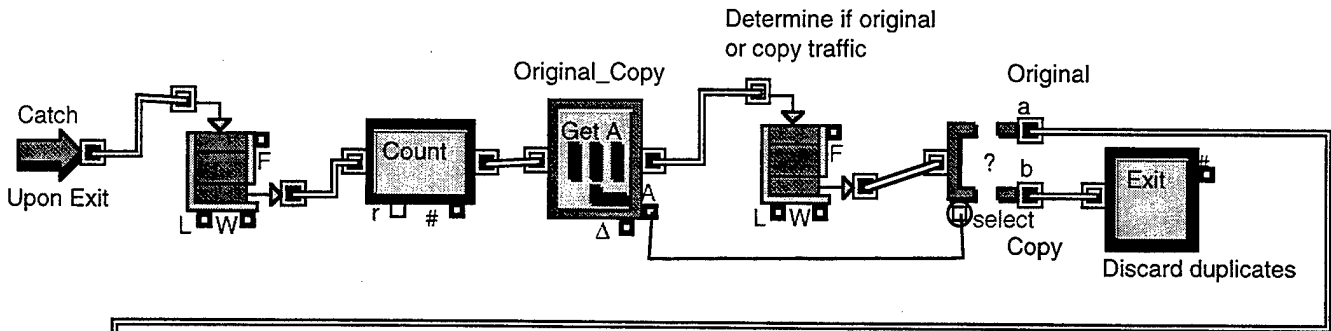 Determine if original
or copy traffic
Original_Copy
Original
Catch
a
Get A
F
Count
F
?
b
Exit
#
Upon Exit
A
L W
r
#
Δ
L W
select
Copy
Discard duplicates